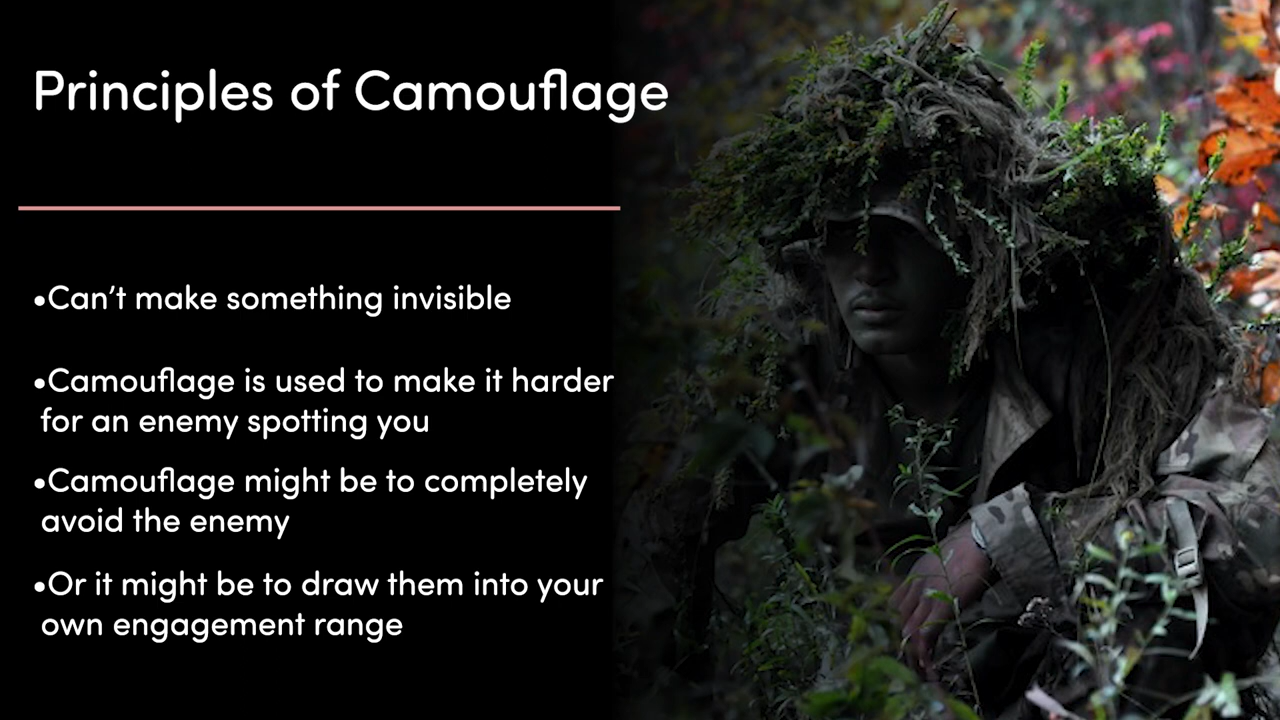 Principles of Camouflage
•Can’t make something invisible
•Camouflage is used to make it harder
for an enemy spotting you
•Camouflage might be to completely
avoid the enemy
•Or it might be to draw them into your
own engagement range